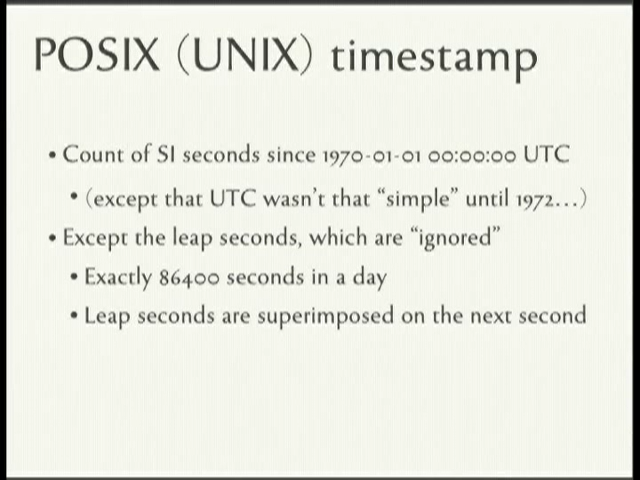 POSIX (UNIX) timestamp
• Count of SI seconds since 1970-01-01 00:00:00 UTC
• (except that UTC wasn't that “simple” until 1972...)
• Except the leap seconds, which are “ignored”
• Exactly 86400 seconds in a day
• Leap seconds are superimposed on the next second